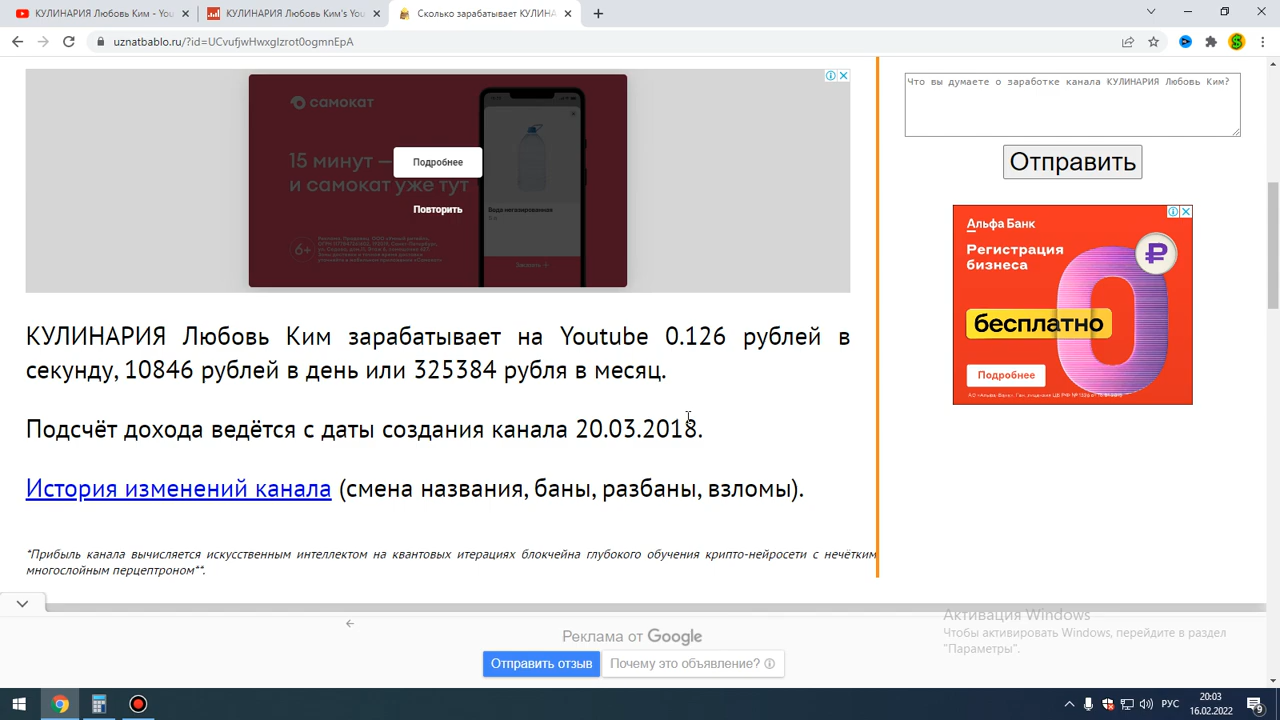 КУЛИНАРИЯ Любовь Ким - You
КУЛИНАРИЯ Любовь Ким's You
Сколько зарабатывает КУЛИНА
uznatbablo.ru/?id=UCvufjwHwxgIzrot0ogmnEpA
самокат
15 минут —
и самокат уже тут
Подробнее
Повторить
6+
Вода негазированная
Что вы думаете о заработке канала КУЛИНАРИЯ Любовь Ким?
Отправить
Альфа Банк
Регистрация
бизнеса
бесплатно
Подробнее
КУЛИНАРИЯ Любовь Ким зарабатывает на Youtube 0.126 рублей в
секунду, 10846 рублей в день или 325384 рубля в месяц.
Подсчёт дохода ведётся с даты создания канала 20.03.2018.
История изменений канала (смена названия, баны, разбаны, взломы).
*Прибыль канала вычисляется искусственным интеллектом на квантовых итерациях блокчейна глубокого обучения крипто-нейросети с нечётким
многослойным перцептроном**.
Реклама от Google
Отправить отзыв
Почему это объявление?
Активация Windows
Чтобы активировать Windows, перейдите в раздел
"Параметры".
РУС
20:03
16.02.2022
9